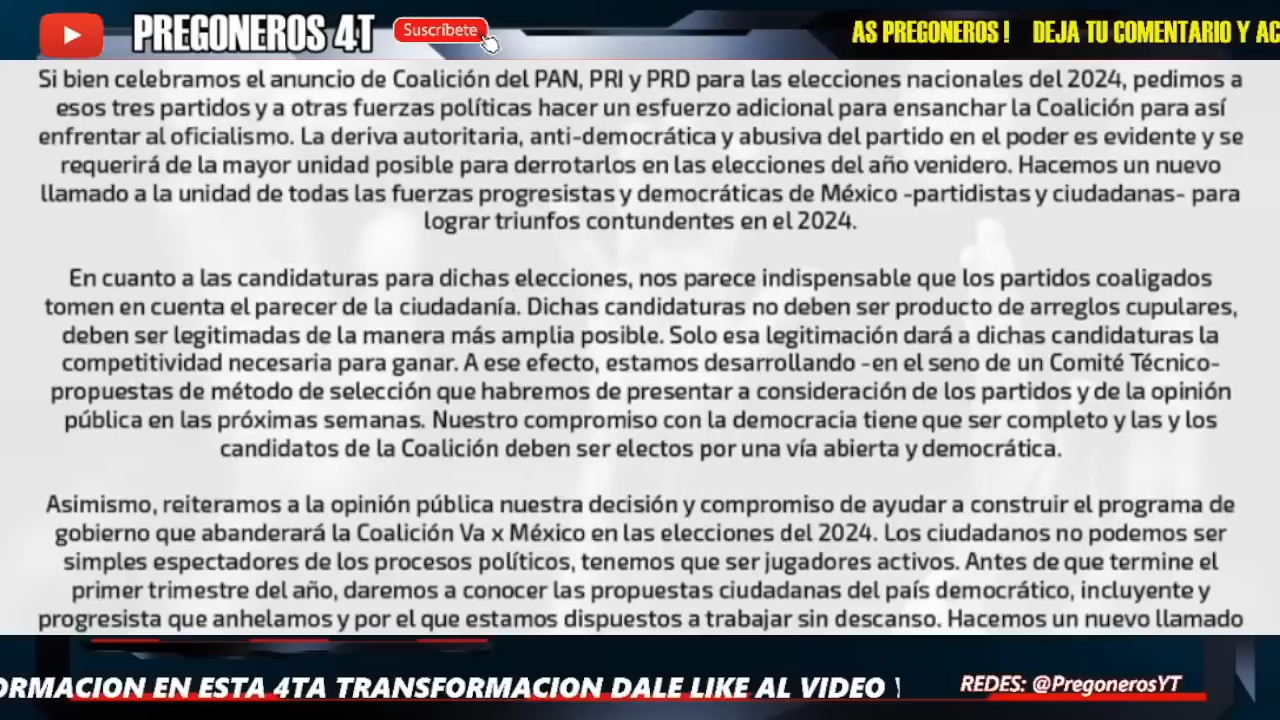 PREGONEROS 4T
Suscríbete
AS PREGONEROS ! DEJA TU COMENTARIO Y AC
Si bien celebramos el anuncio de Coalición del PAN, PRI y PRD para las elecciones nacionales del 2024, pedimos a
esos tres partidos y a otras fuerzas políticas hacer un esfuerzo adicional para ensanchar la Coalición para así
enfrentar al oficialismo. La deriva autoritaria, anti-democrática y abusiva del partido en el poder es evidente y se
requerirá de la mayor unidad posible para derrotarlos en las elecciones del año venidero. Hacemos un nuevo
llamado a la unidad de todas las fuerzas progresistas y democráticas de México -partidistas y ciudadanas- para
lograr triunfos contundentes en el 2024.
En cuanto a las candidaturas para dichas elecciones, nos parece indispensable que los partidos coaligados
tomen en cuenta el parecer de la ciudadanía. Dichas candidaturas no deben ser producto de arreglos cupulares,
deben ser legitimadas de la manera más amplia posible. Solo esa legitimación dará a dichas candidaturas la
competitividad necesaria para ganar. A ese efecto, estamos desarrollando -en el seno de un Comité Técnico-
propuestas de método de selección que habremos de presentar a consideración de los partidos y de la opinión
pública en las próximas semanas. Nuestro compromiso con la democracia tiene que ser completo y las y los
candidatos de la Coalición deben ser electos por una vía abierta y democrática.
Asimismo, reiteramos a la opinión pública nuestra decisión y compromiso de ayudar a construir el programa de
gobierno que abanderará la Coalición Va x México en las elecciones del 2024. Los ciudadanos no podemos ser
simples espectadores de los procesos políticos, tenemos que ser jugadores activos. Antes de que termine el
primer trimestre del año, daremos a conocer las propuestas ciudadanas del país democrático, incluyente y
progresista que anhelamos y por el que estamos dispuestos a trabajar sin descanso. Hacemos un nuevo llamado
ORMACION EN ESTA 4TA TRANSFORMACION DALE LIKE AL VIDEO
REDES: @PregonerosYT